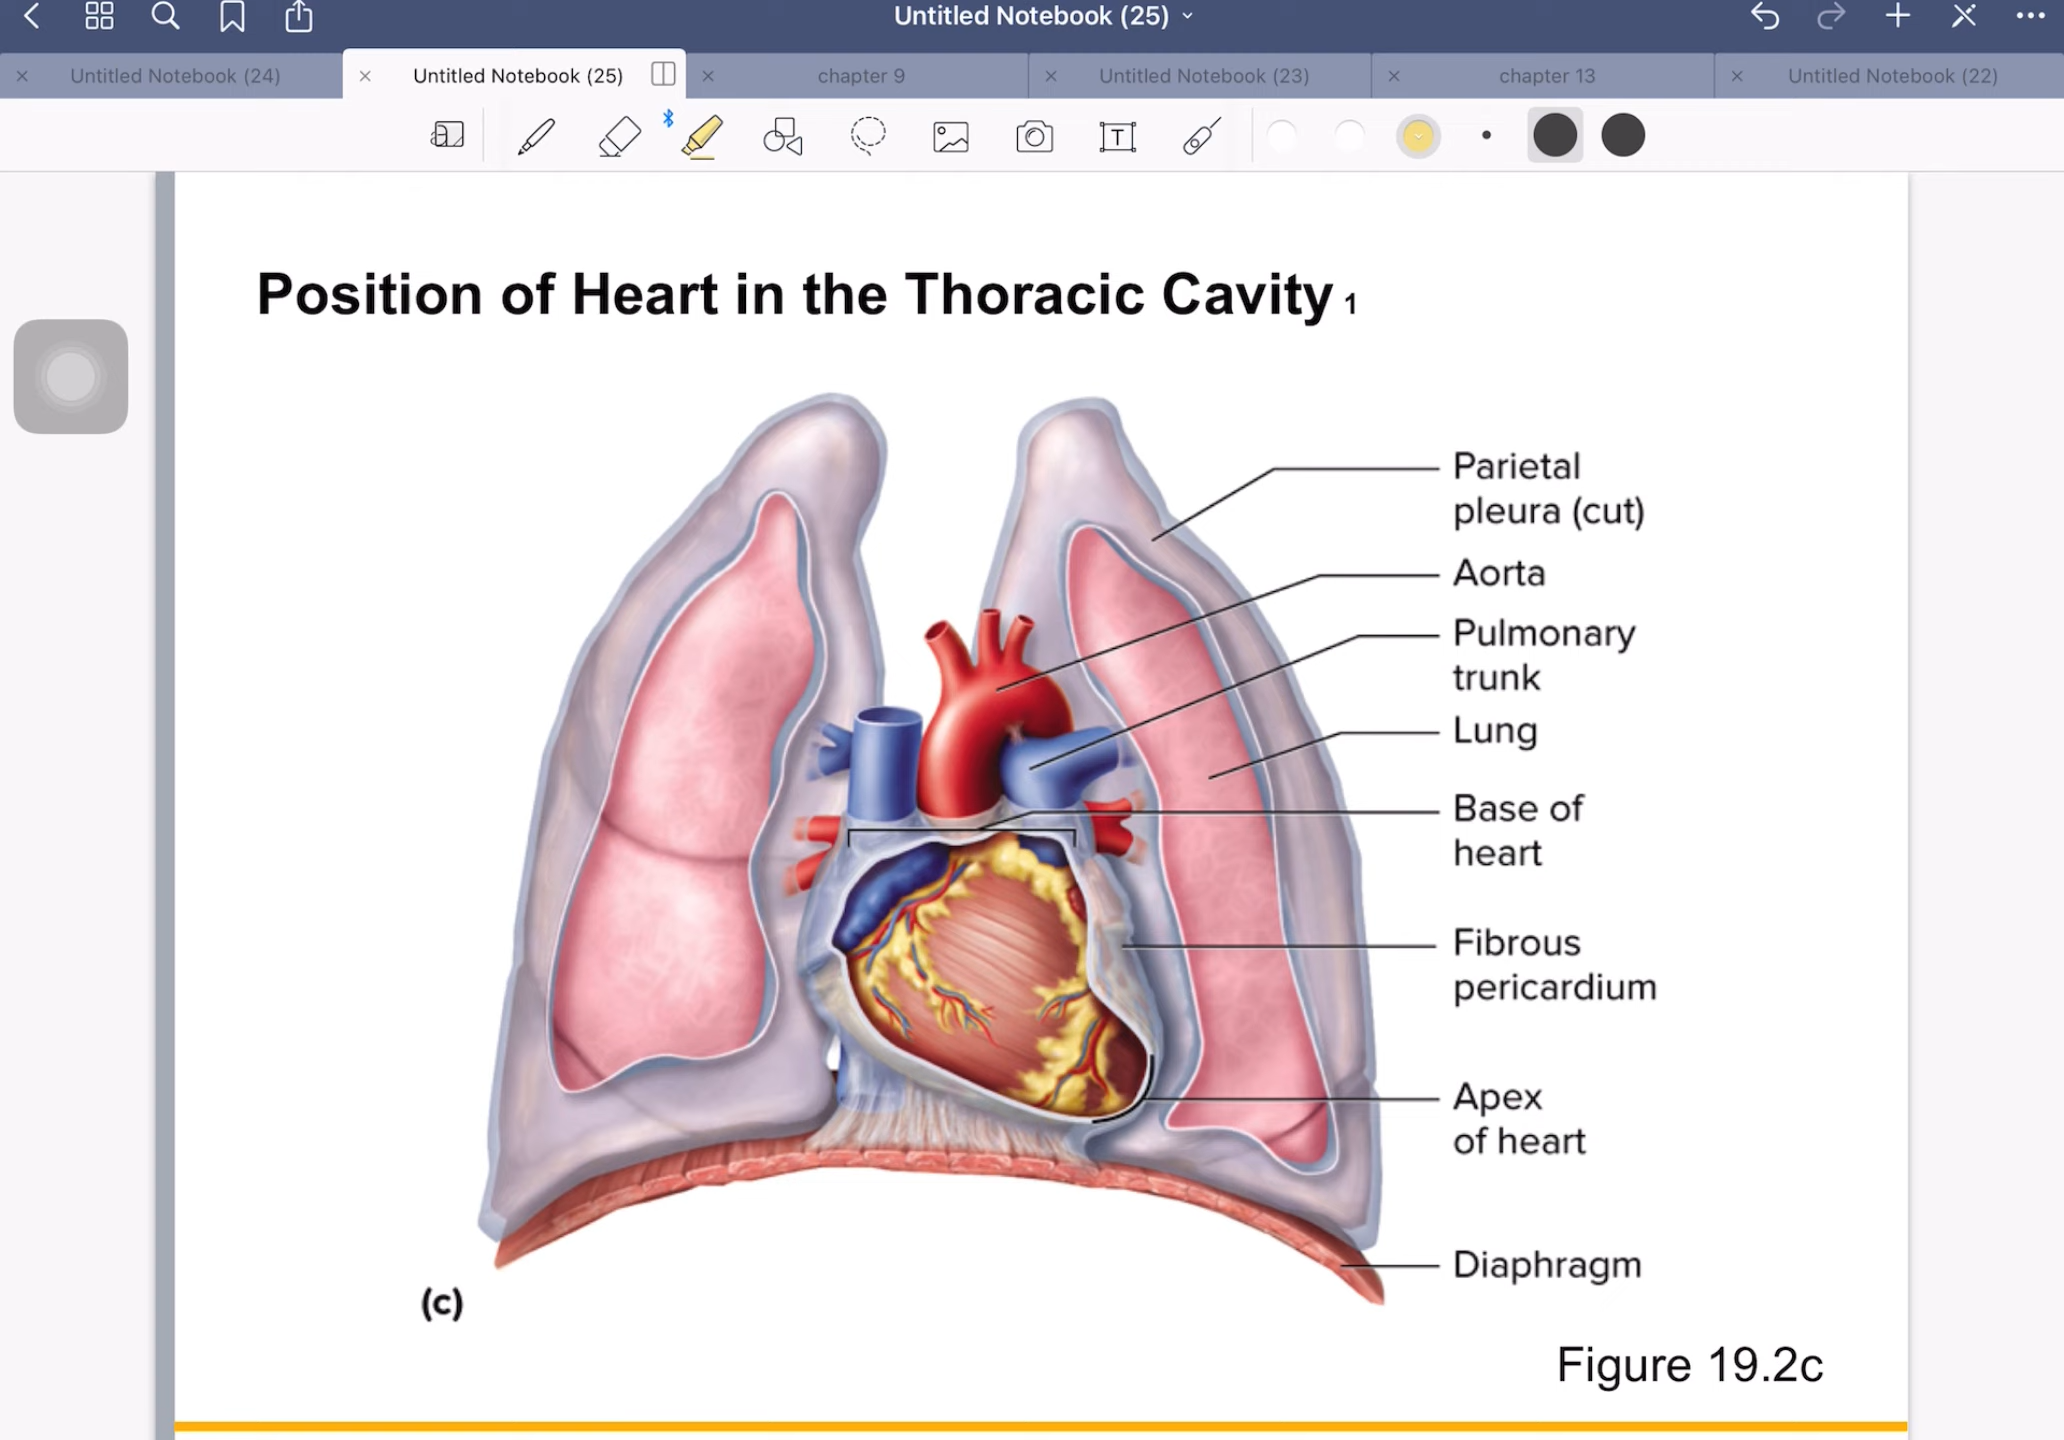 Untitled Notebook (25)
Untitled Notebook (24)
Untitled Notebook (25)
chapter 9
Untitled Notebook (23)
chapter 13
Untitled Notebook (22)
a
T
Position of Heart in the Thoracic Cavity 1
Parietal
pleura (cut)
Aorta
Pulmonary
trunk
Lung
Base of
heart
Fibrous
pericardium
Apex
of heart
Diaphragm
(c)
Figure 19.2c